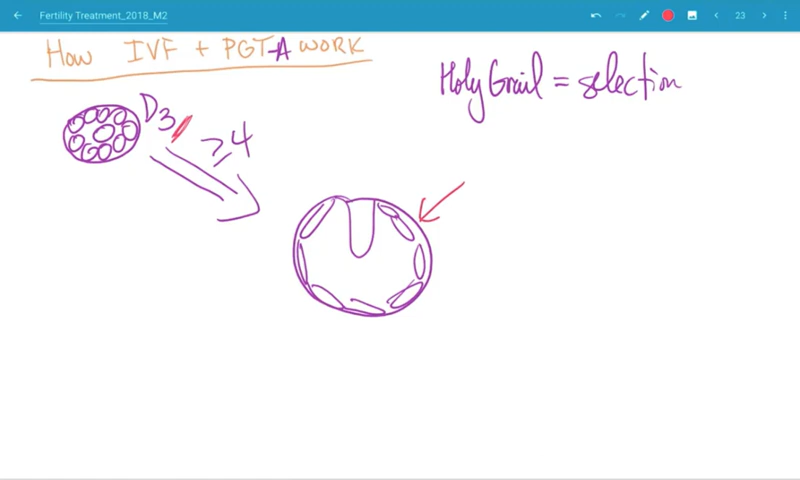 Fertility Treatment_2018_M2
23
How IVF + PGT-A WORK
Holy Grail = selection
D3
≥4